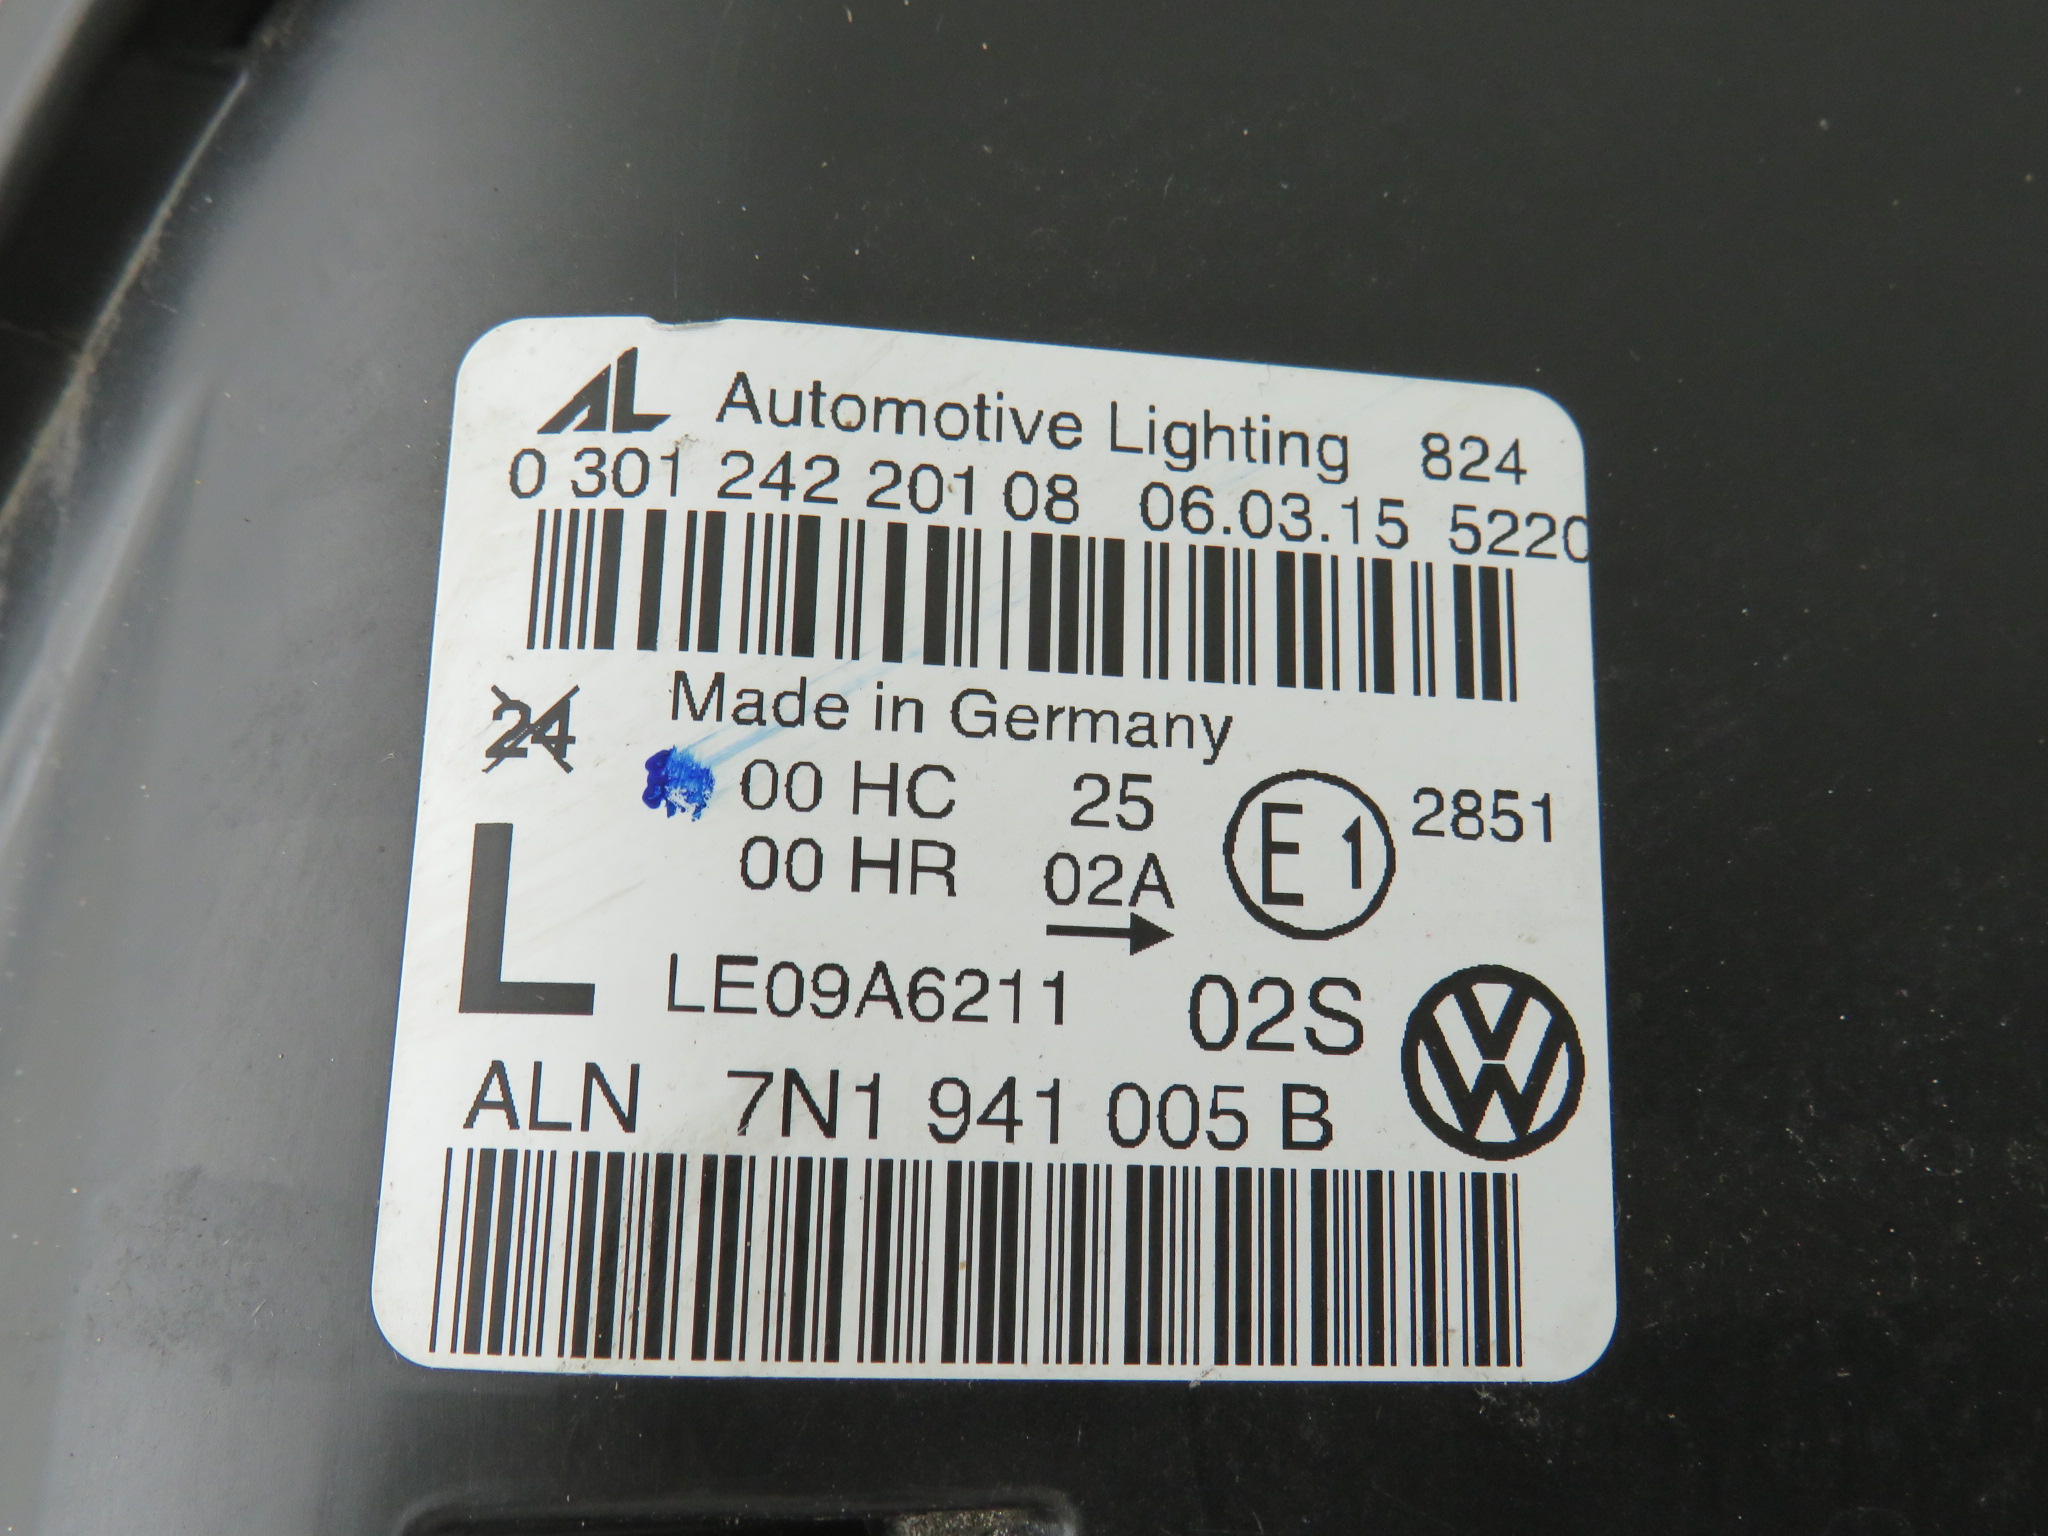 AL Automotive Lighting 824
0 301 242 201 08 06.03.15 5220
Made in Germany
24
00 HC 25 E1 2851
00 HR 02A
L
LE09A6211 02S
ALN 7N1 941 005 B